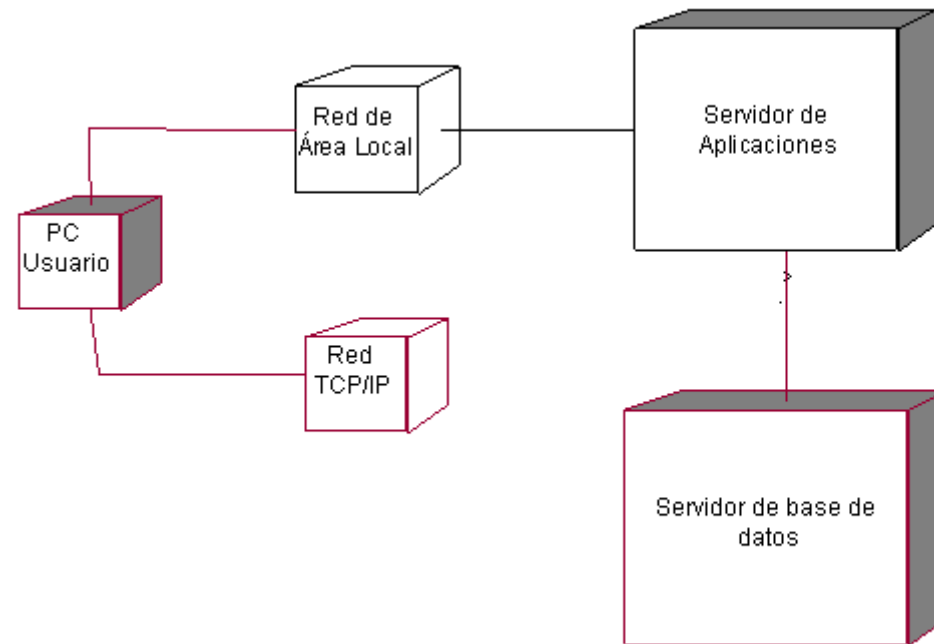 Red de
Área Local
Servidor de
Aplicaciones
PC
Usuario
Red
TCP/IP
Servidor de base de
datos